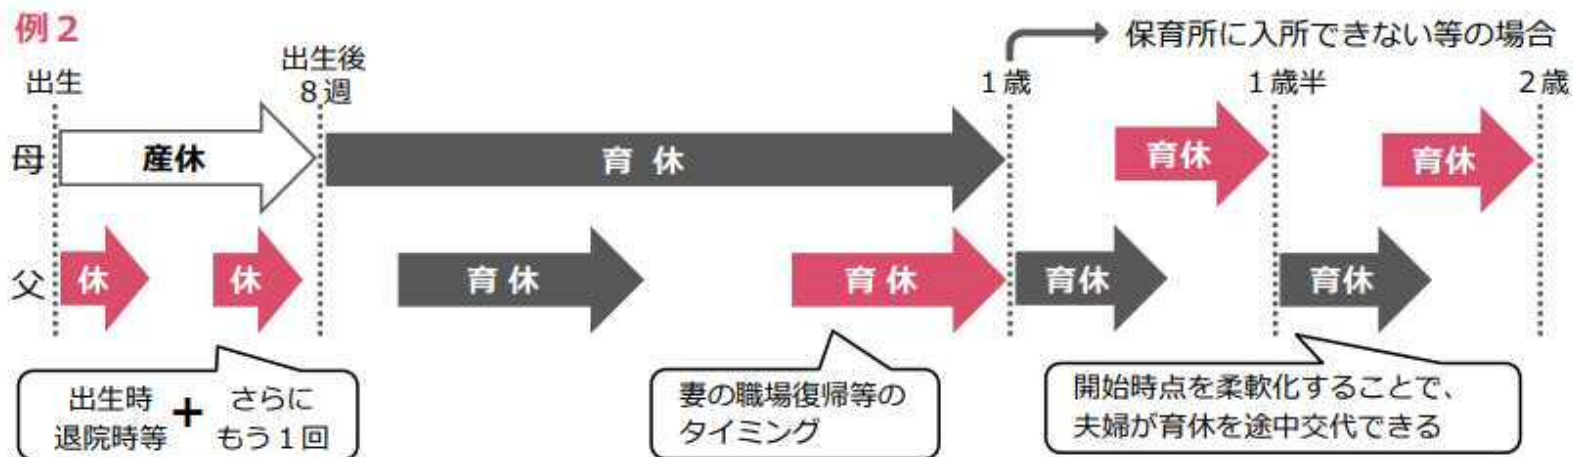 例２
保育所に入所できない等の場合
出生
出生後
８週
１歳
１歳半
２歳
母
産休
育 休
育休
育休
父
休
休
育 休
育 休
育休
育休
出生時
退院時等
＋
さらに
もう１回
妻の職場復帰等の
タイミング
開始時点を柔軟化することで、
夫婦が育休を途中交代できる